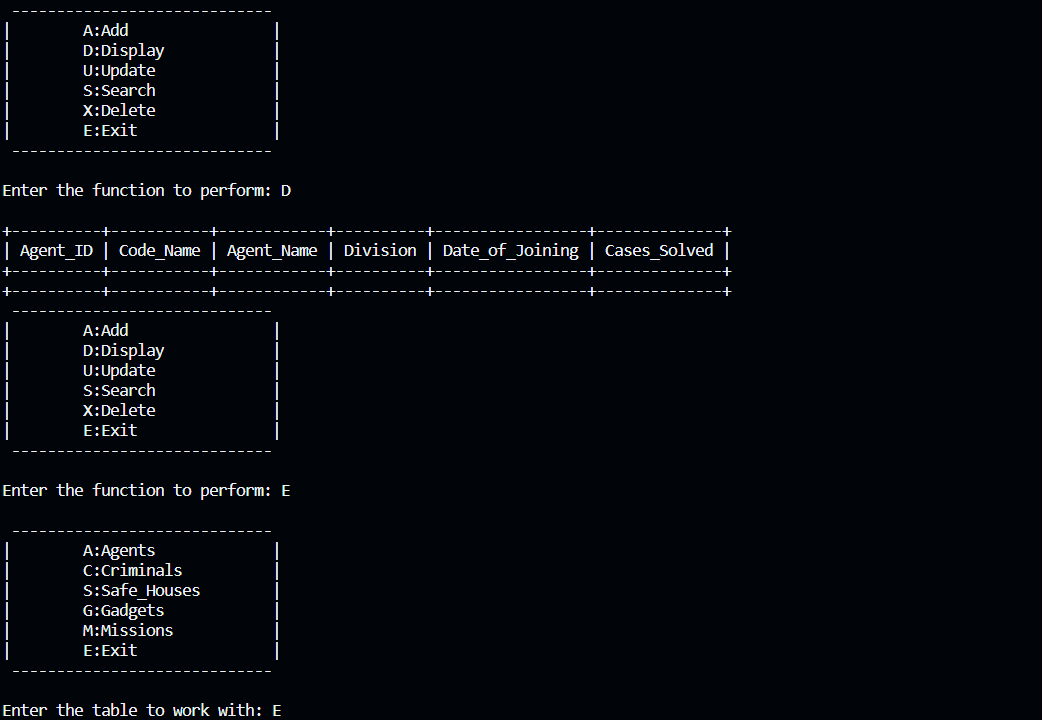 -----------------------------
|        A:Add                |
|        D:Display            |
|        U:Update             |
|        S:Search             |
|        X:Delete             |
|        E:Exit               |
 -----------------------------

Enter the function to perform: D

+----------+-----------+------------+----------+-----------------+--------------+
| Agent_ID | Code_Name | Agent_Name | Division | Date_of_Joining | Cases_Solved |
+----------+-----------+------------+----------+-----------------+--------------+
+----------+-----------+------------+----------+-----------------+--------------+
 -----------------------------
|        A:Add                |
|        D:Display            |
|        U:Update             |
|        S:Search             |
|        X:Delete             |
|        E:Exit               |
 -----------------------------

Enter the function to perform: E

 -----------------------------
|        A:Agents             |
|        C:Criminals          |
|        S:Safe_Houses        |
|        G:Gadgets            |
|        M:Missions           |
|        E:Exit               |
 -----------------------------

Enter the table to work with: E